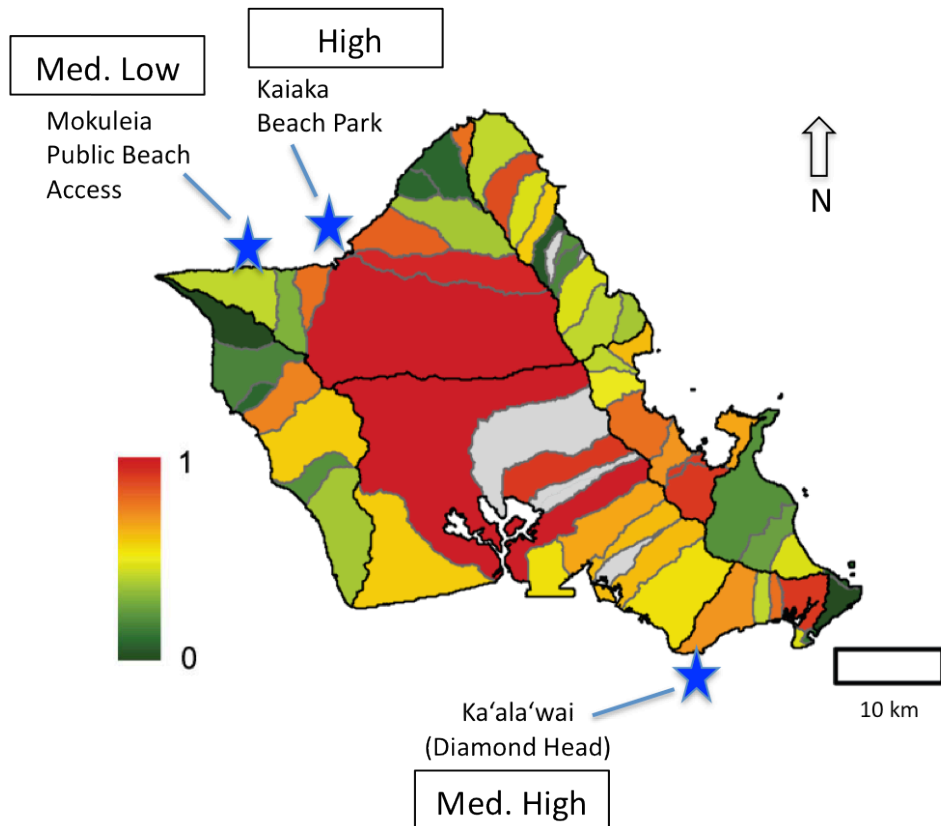 High
Med. Low
Kaiaka
Beach Park
Mokuleia
Public Beach
Access
N
1
0
10 km
Ka‘ala‘wai
(Diamond Head)
Med. High